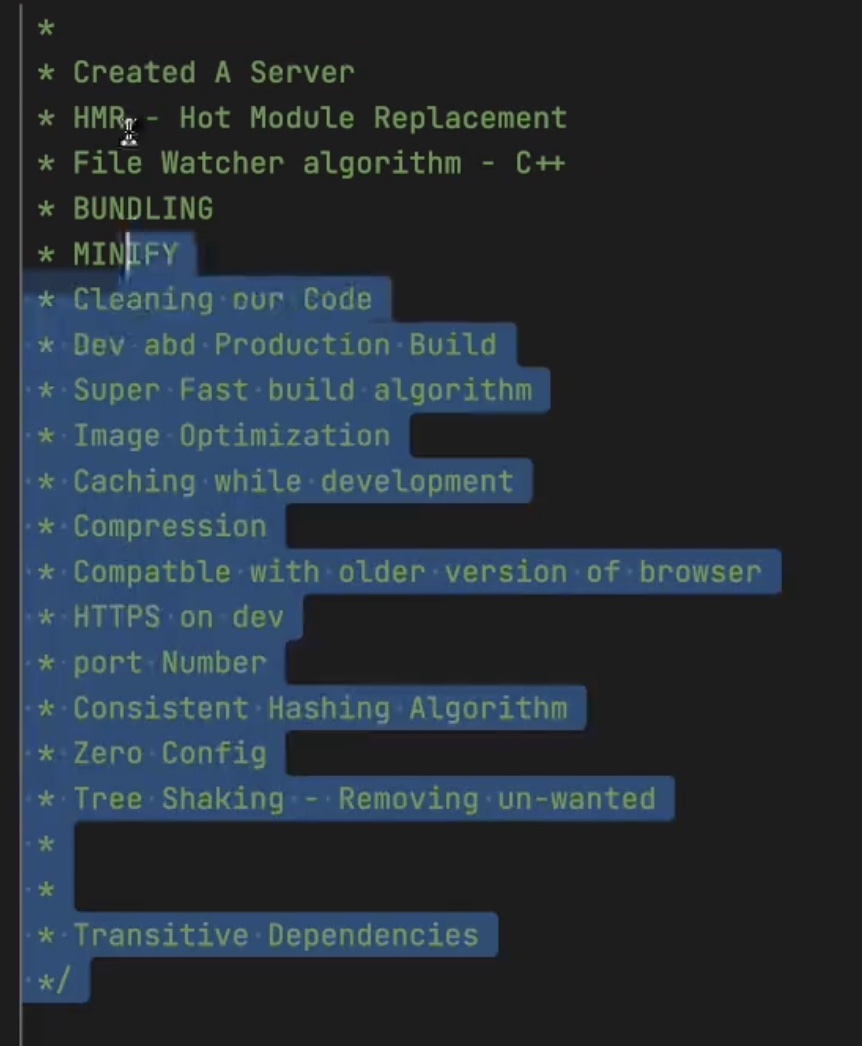 *
* Created A Server
* HMR - Hot Module Replacement
* File Watcher algorithm - C++
* BUNDLING
* MINIFY
* Cleaning our Code
* Dev abd Production Build
* Super Fast build algorithm
* Image Optimization
* Caching while development
* Compression
* Compatble with older version of browser
* HTTPS on dev
* port Number
* Consistent Hashing Algorithm
* Zero Config
* Tree Shaking - Removing un-wanted
*
*
* Transitive Dependencies
*/